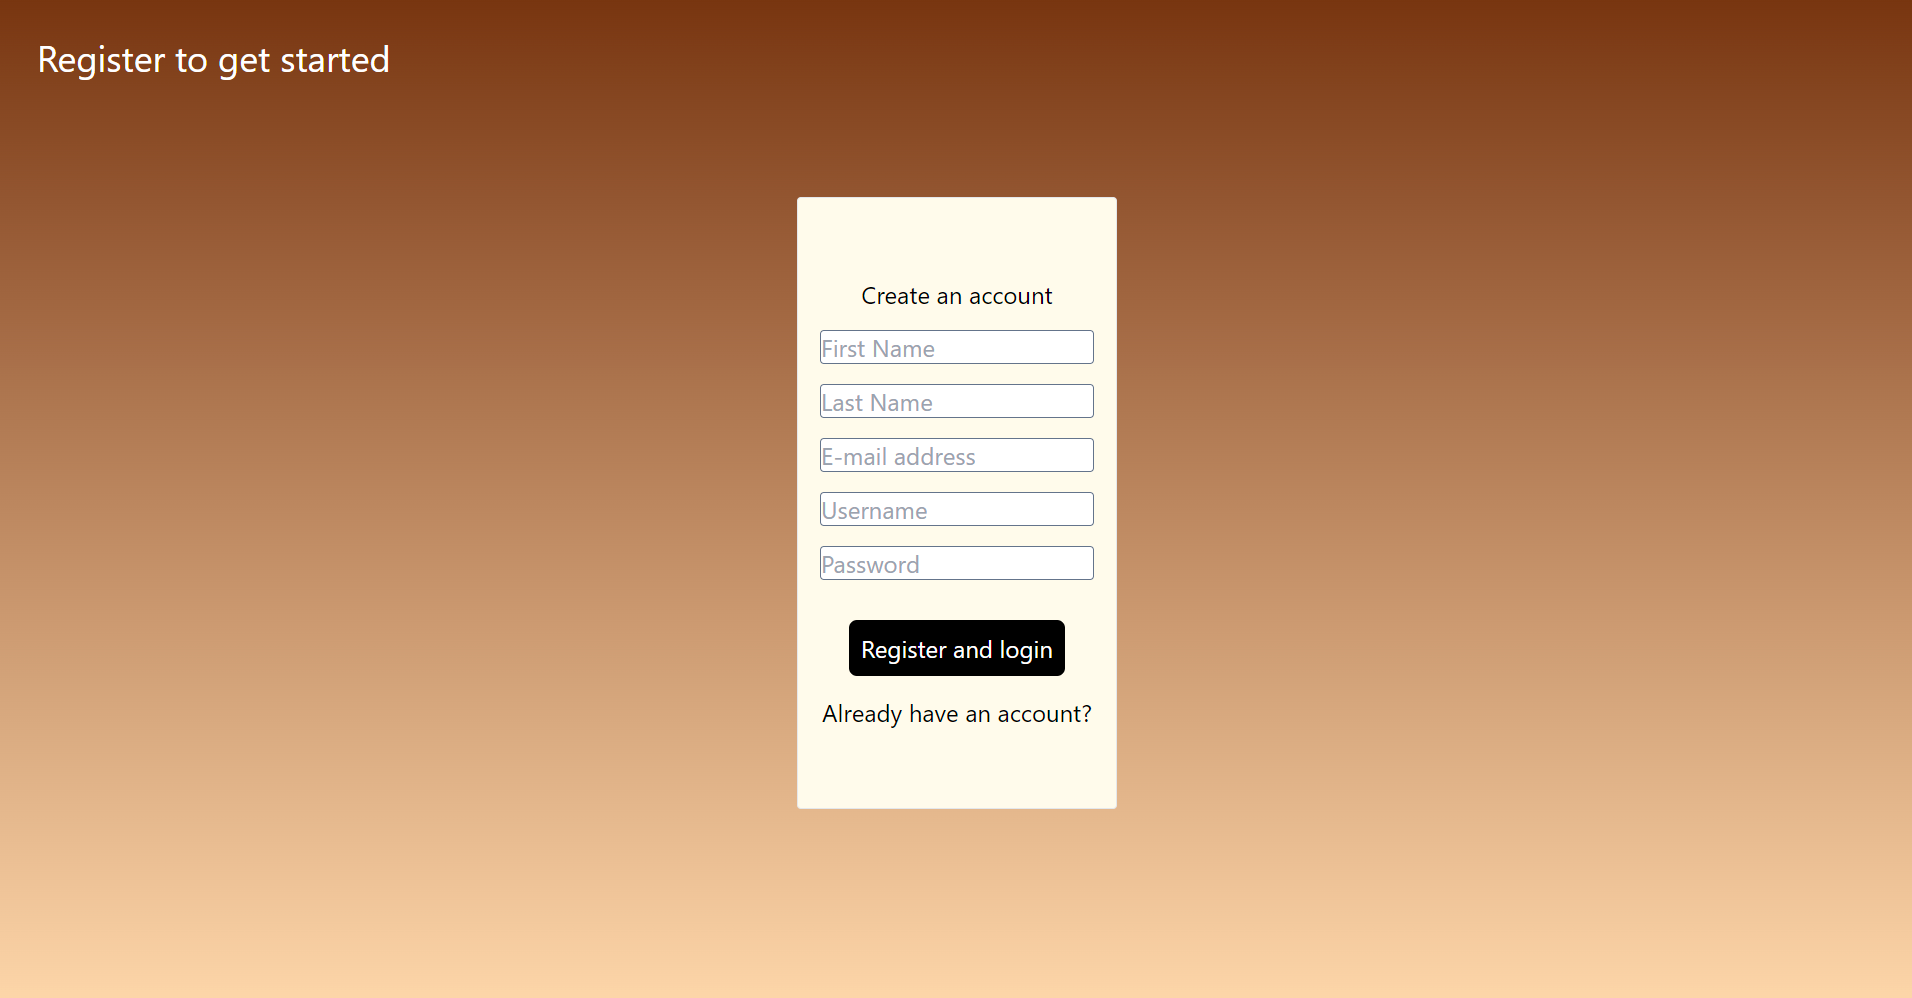 Register to get started
Create an account
First Name
Last Name
E-mail address
Username
Password
Register and login
Already have an account?